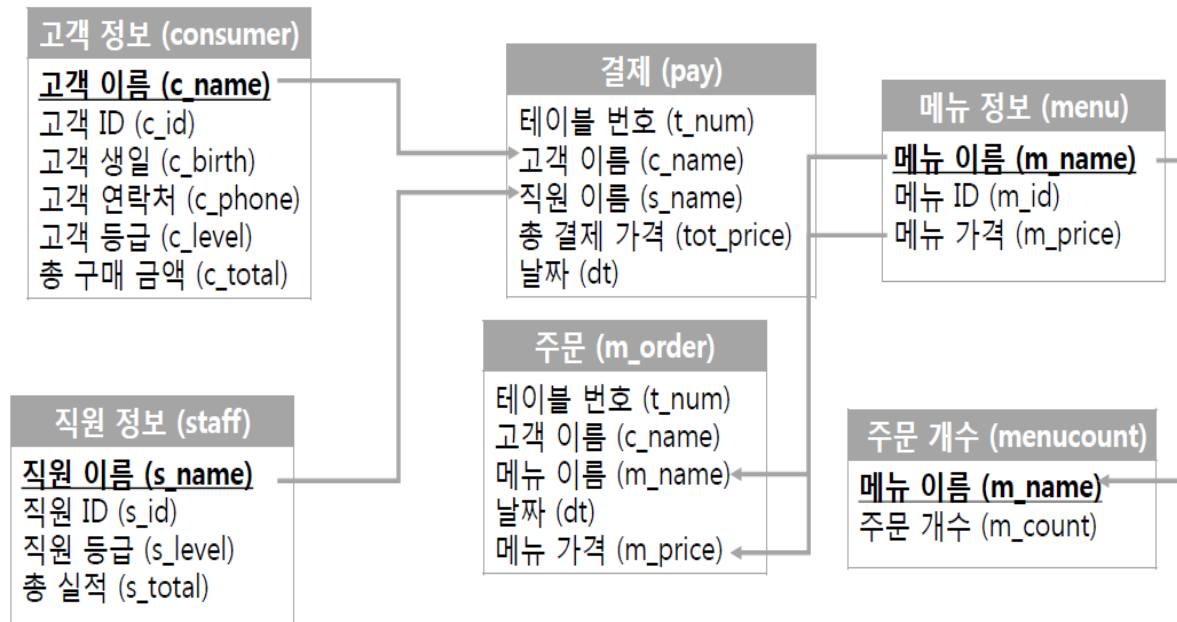 고객 정보 (consumer)
고객 이름 (c_name)
고객 ID (c_id)
고객 생일 (c_birth)
고객 연락처 (c_phone)
고객 등급 (c_level)
총 구매 금액 (c_total)
결제 (pay)
테이블 번호 (t_num)
고객 이름 (c_name)
직원 이름 (s_name)
총 결제 가격 (tot_price)
날짜 (dt)
메뉴 정보 (menu)
메뉴 이름 (m_name)
메뉴 ID (m_id)
메뉴 가격 (m_price)
직원 정보 (staff)
직원 이름 (s_name)
직원 ID (s_id)
직원 등급 (s_level)
총 실적 (s_total)
주문 (m_order)
테이블 번호 (t_num)
고객 이름 (c_name)
메뉴 이름 (m_name)
날짜 (dt)
메뉴 가격 (m_price)
주문 개수 (menucount)
메뉴 이름 (m_name)
주문 개수 (m_count)